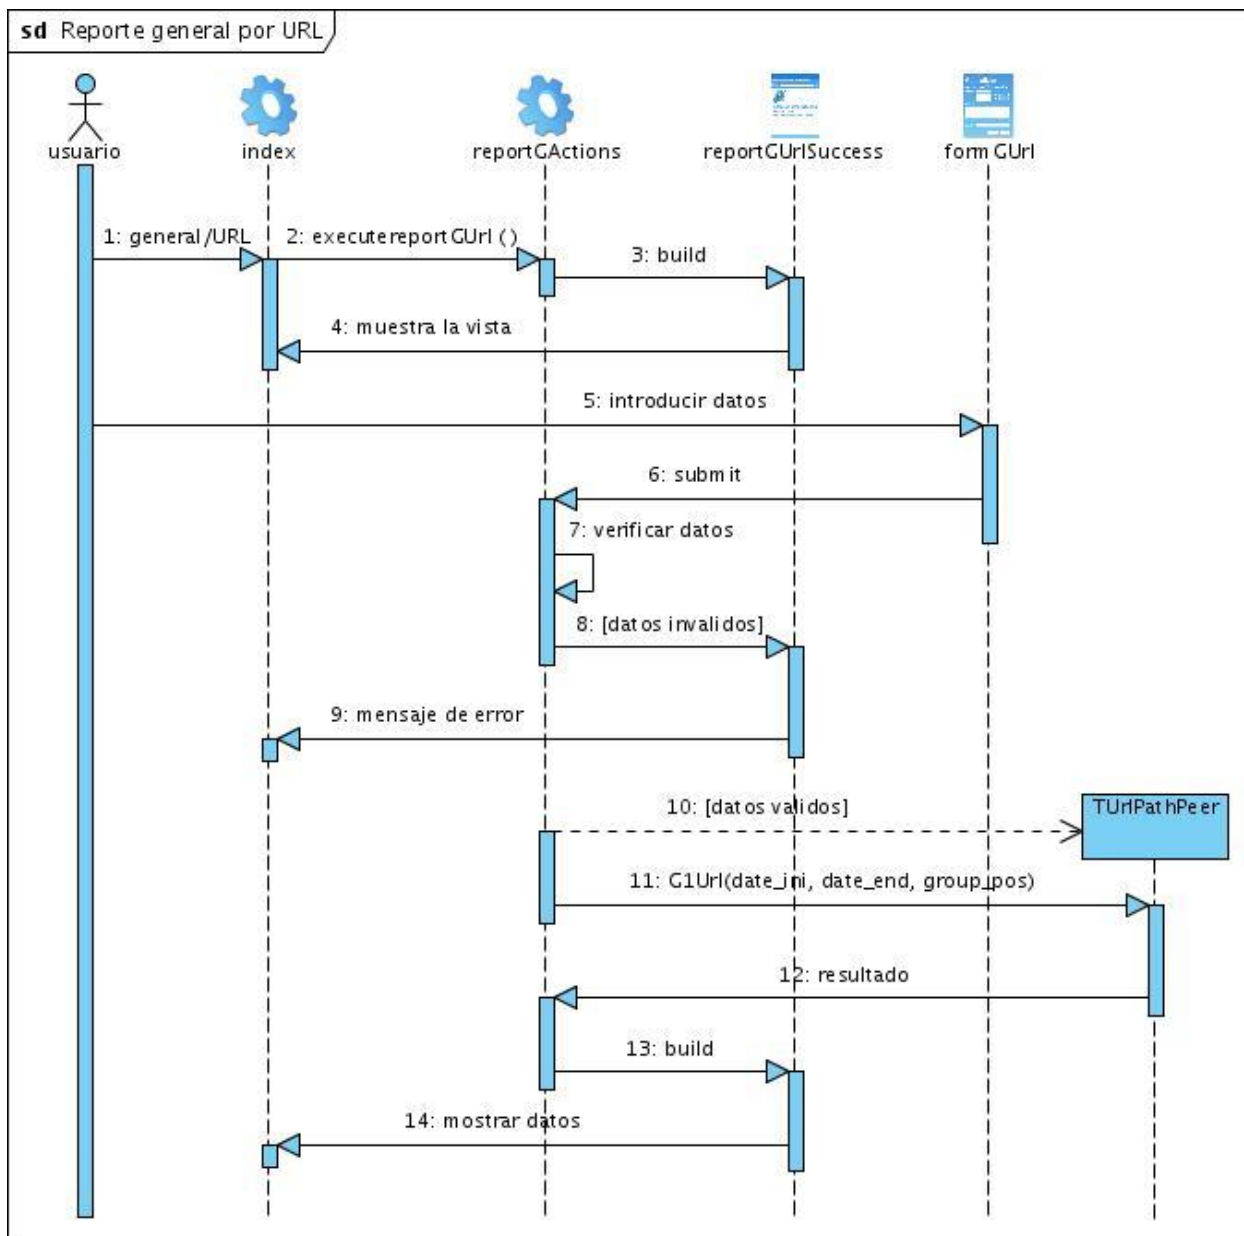 sd Reporte general por URL
usuario
index
reportGActions
reportGUrlSuccess
formGUrl
1: general/URL
2: executereportGUrl ()
3: build
4: muestra la vista
5: introducir datos
6: submit
7: verificar datos
8: [datos invalidos]
9: mensaje de error
10: [datos validos]
TUrlPathPeer
11: G1Url(date_ini, date_end, group_pos)
12: resultado
13: build
14: mostrar datos